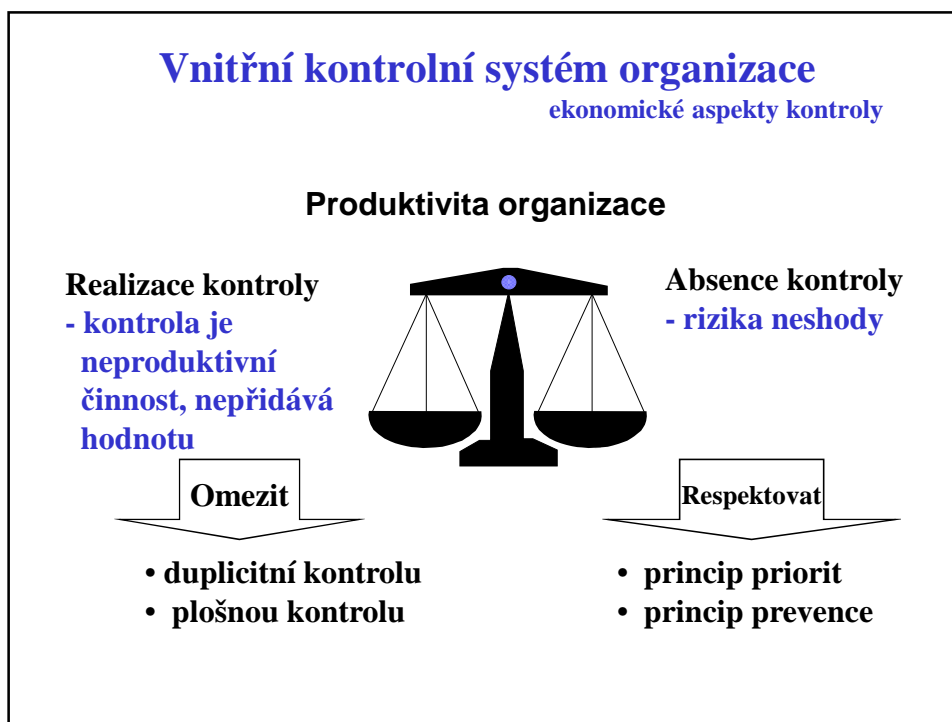 Vnitřní kontrolní systém organizace
ekonomické aspekty kontroly
Produktivita organizace
Realizace kontroly
- kontrola je
neproduktivní
činnost, nepřidává
hodnotu
Absence kontroly
- rizika neshody
Omezit
• duplicitní kontrolu
• plošnou kontrolu
Respektovat
• princip priorit
• princip prevence